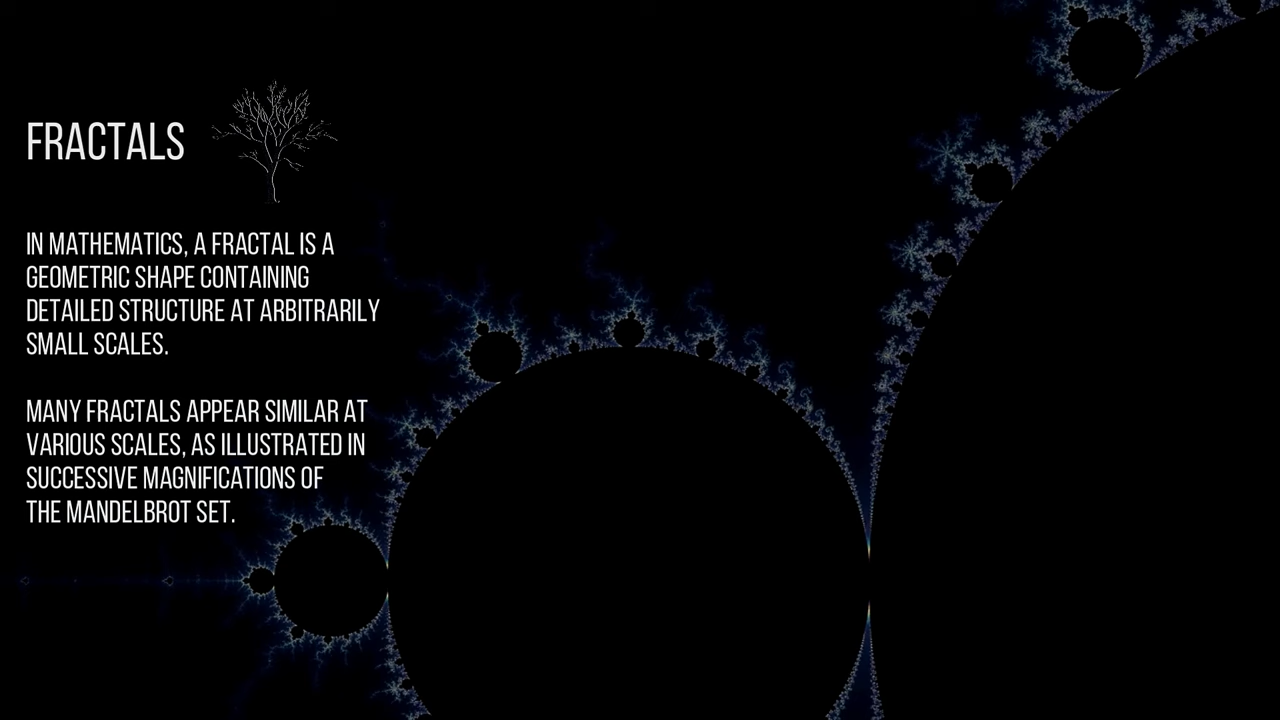 FRACTALS
IN MATHEMATICS, A FRACTAL IS A
GEOMETRIC SHAPE CONTAINING
DETAILED STRUCTURE AT ARBITRARILY
SMALL SCALES.
MANY FRACTALS APPEAR SIMILAR AT
VARIOUS SCALES, AS ILLUSTRATED IN
SUCCESSIVE MAGNIFICATIONS OF
THE MANDELBROT SET.